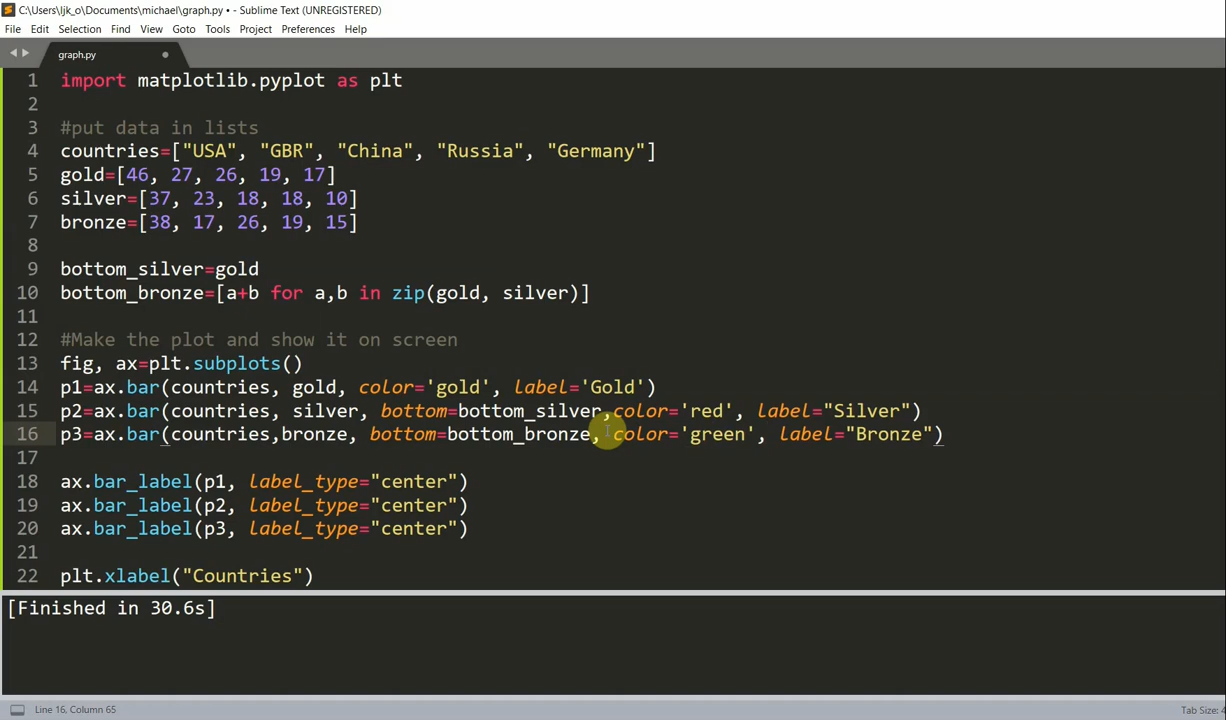 C:\Users\ljk_o\Documents\michael\graph.py • - Sublime Text (UNREGISTERED)
File Edit Selection Find View Goto Tools Project Preferences Help
graph.py
1 import matplotlib.pyplot as plt
2
3 #put data in lists
4 countries=["USA", "GBR", "China", "Russia", "Germany"]
5 gold=[46, 27, 26, 19, 17]
6 silver=[37, 23, 18, 18, 10]
7 bronze=[38, 17, 26, 19, 15]
8
9 bottom_silver=gold
10 bottom_bronze=[a+b for a,b in zip(gold, silver)]
11
12 #Make the plot and show it on screen
13 fig, ax=plt.subplots()
14 p1=ax.bar(countries, gold, color='gold', label='Gold')
15 p2=ax.bar(countries, silver, bottom=bottom_silver,color='red', label="Silver")
16 p3=ax.bar(countries,bronze, bottom=bottom_bronze, color='green', label="Bronze")
17
18 ax.bar_label(p1, label_type="center")
19 ax.bar_label(p2, label_type="center")
20 ax.bar_label(p3, label_type="center")
21
22 plt.xlabel("Countries")
[Finished in 30.6s]
Line 16, Column 65 Tab Size: 4